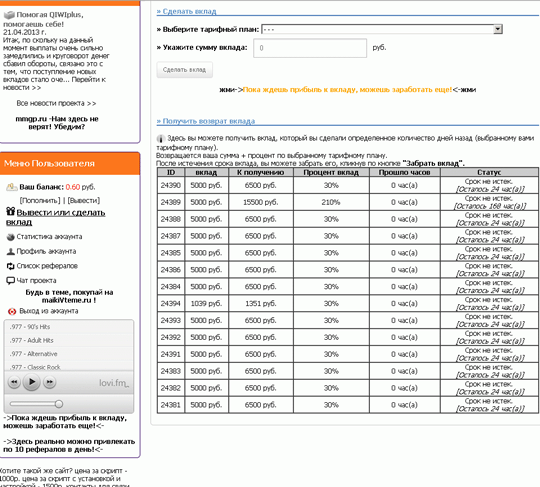 Помогая QIWIplus,
помогаешь себе!
21.04.2013 г.
Итак, по скольку на данный
момент выплаты очень сильно
замедлились и круговорот денег
сбавил обороты, связано это с
тем, что поступление новых
вкладов стало оче... Перейти к
новости >>
Все новости проекта >>
mmgp.ru -Нам здесь не
верят! Убедим?
Меню Пользователя
Ваш баланс: 0.60 руб.
[Пополнить] | [Вывести]
Вывести или сделать
вклад
Статистика аккаунта
Профиль аккаунта
Список рефералов
Чат проекта
Будь в теме, покупай на
maikiVteme.ru !
Выход из аккаунта
.977 - 90's Hits
.977 - Adult Hits
.977 - Alternative
.977 - Classic Rock
lovi.fm
->Пока ждешь прибыль к вкладу,
можешь заработать еще!<-
->Здесь реально можно привлекать
по 10 рефералов в день!<-
Хотите такой же сайт? цена за скрипт -
1000р. цена за скрипт с установкой и
» Сделать вклад
» Выберите тарифный план: ---
» Укажите сумму вклада: 0 руб.
Сделать вклад
жми->Пока ждешь прибыль к вкладу, можешь заработать еще!<-жми
» Получить возврат вклада
Здесь вы можете получить вклад, который вы сделали определенное количество дней назад (выбранному вами
тарифному плану).
Возвращается ваша сумма + процент по выбранному тарифному плану.
После истечения срока вклада, вы можете забрать его, кликнув по кнопке "Забрать вклад".
ID вклад К получению Процент вклад Прошло часов Статус
24390 5000 руб. 6500 руб. 30% 0 час(а) Срок не истек.
[Осталось 24 час(а)]
24389 5000 руб. 15500 руб. 210% 0 час(а) Срок не истек.
[Осталось 168 час(а)]
24388 5000 руб. 6500 руб. 30% 0 час(а) Срок не истек.
[Осталось 24 час(а)]
24387 5000 руб. 6500 руб. 30% 0 час(а) Срок не истек.
[Осталось 24 час(а)]
24385 5000 руб. 6500 руб. 30% 0 час(а) Срок не истек.
[Осталось 24 час(а)]
24386 5000 руб. 6500 руб. 30% 0 час(а) Срок не истек.
[Осталось 24 час(а)]
24384 5000 руб. 6500 руб. 30% 0 час(а) Срок не истек.
[Осталось 24 час(а)]
24394 1039 руб. 1351 руб. 30% 0 час(а) Срок не истек.
[Осталось 24 час(а)]
24393 5000 руб. 6500 руб. 30% 0 час(а) Срок не истек.
[Осталось 24 час(а)]
24392 5000 руб. 6500 руб. 30% 0 час(а) Срок не истек.
[Осталось 24 час(а)]
24391 5000 руб. 6500 руб. 30% 0 час(а) Срок не истек.
[Осталось 24 час(а)]
24383 5000 руб. 6500 руб. 30% 0 час(а) Срок не истек.
[Осталось 24 час(а)]
24382 5000 руб. 6500 руб. 30% 0 час(а) Срок не истек.
[Осталось 24 час(а)]
24381 5000 руб. 6500 руб. 30% 0 час(а) Срок не истек.
[Осталось 24 час(а)]